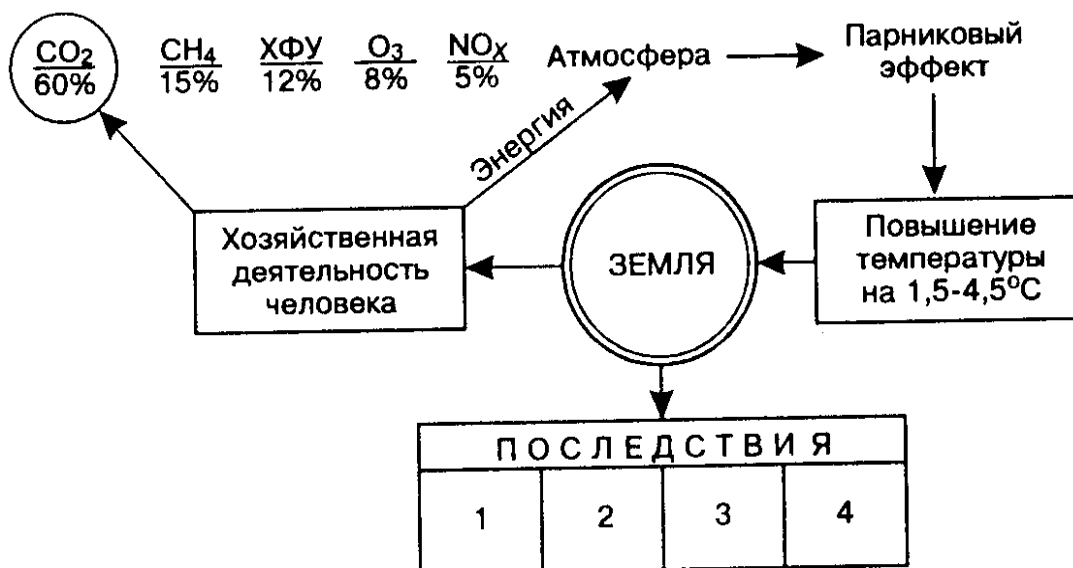 CO₂ CH₄ ХФУ O₃ NOₓ
60% 15% 12% 8% 5%
Атмосфера
Парниковый
эффект
Энергия
Хозяйственная
деятельность
человека
ЗЕМЛЯ
Повышение
температуры
на 1,5-4,5°C
ПОСЛЕДСТВИЯ
1 2 3 4